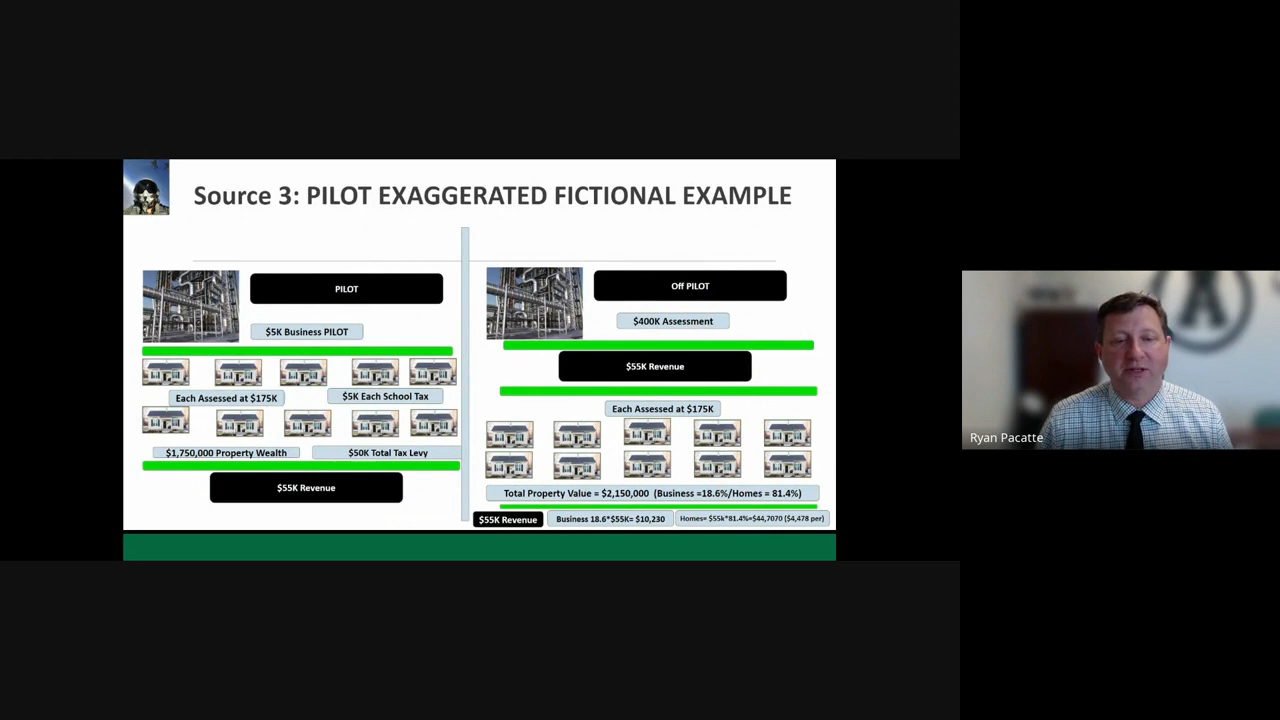 Source 3: PILOT EXAGGERATED FICTIONAL EXAMPLE
PILOT
$5K Business PILOT
Each Assessed at $175K
$5K Each School Tax
$1,750,000 Property Wealth
$50K Total Tax Levy
$55K Revenue
Off PILOT
$400K Assessment
$55K Revenue
Each Assessed at $175K
Total Property Value = $2,150,000 (Business =18.6%/Homes = 81.4%)
$55K Revenue
Business 18.6*$55K= $10,230
Homes= $55k*81.4%=$44,7070 ($4,478 per)
Ryan Pacatte